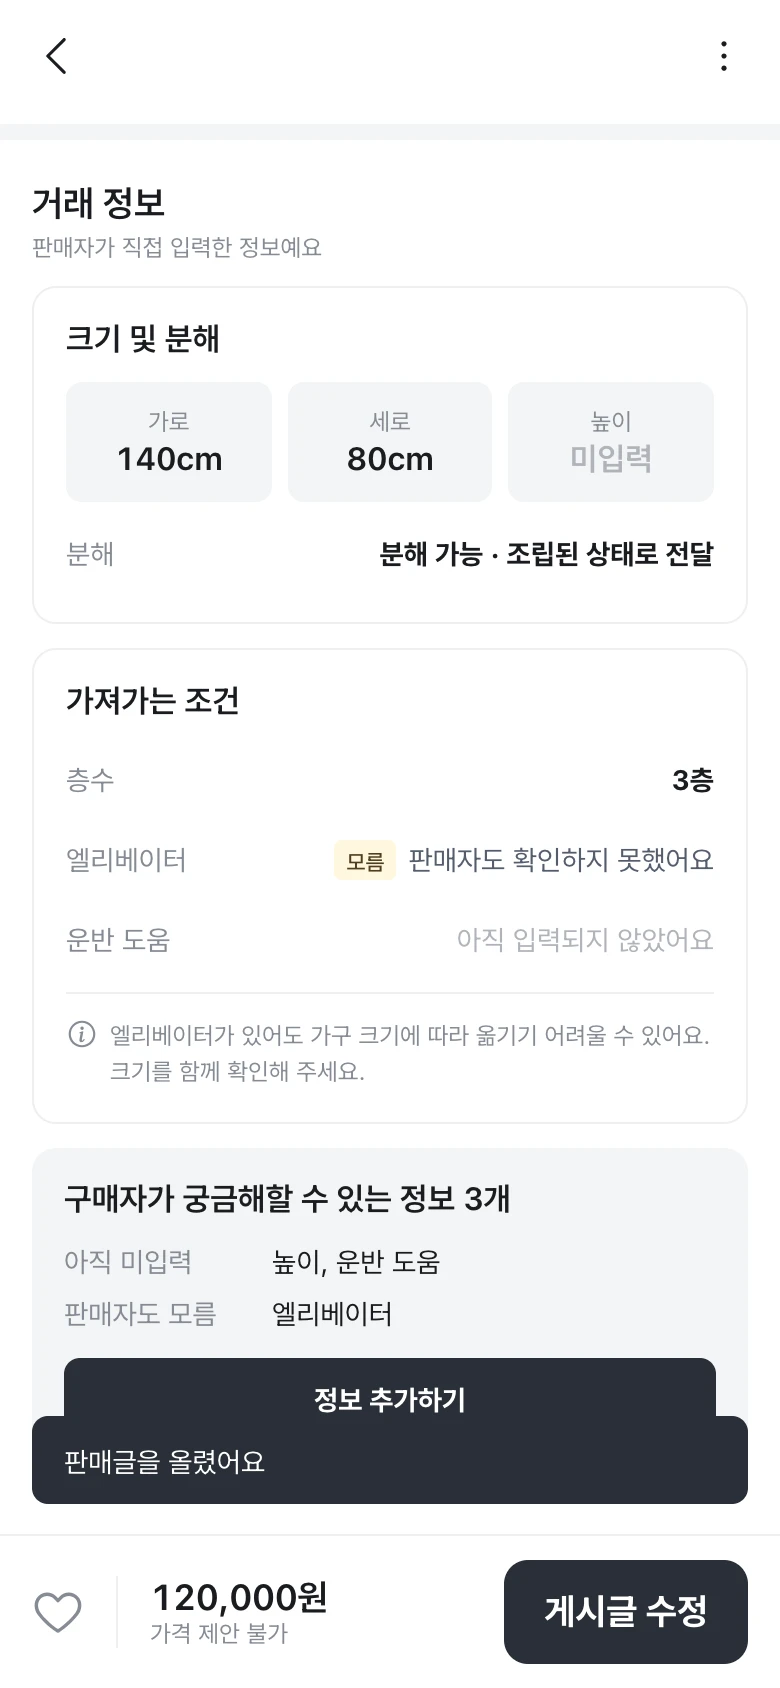 거래 정보
판매자가 직접 입력한 정보예요
크기 및 분해
가로 세로 높이
140cm 80cm 미입력
분해 분해 가능 · 조립된 상태로 전달
가져가는 조건
층수 3층
엘리베이터 모름 판매자도 확인하지 못했어요
운반 도움 아직 입력되지 않았어요
엘리베이터가 있어도 가구 크기에 따라 옮기기 어려울 수 있어요.
크기를 함께 확인해 주세요.
구매자가 궁금해할 수 있는 정보 3개
아직 미입력 높이, 운반 도움
판매자도 모름 엘리베이터
정보 추가하기
판매글을 올렸어요
120,000원
가격 제안 불가
게시글 수정